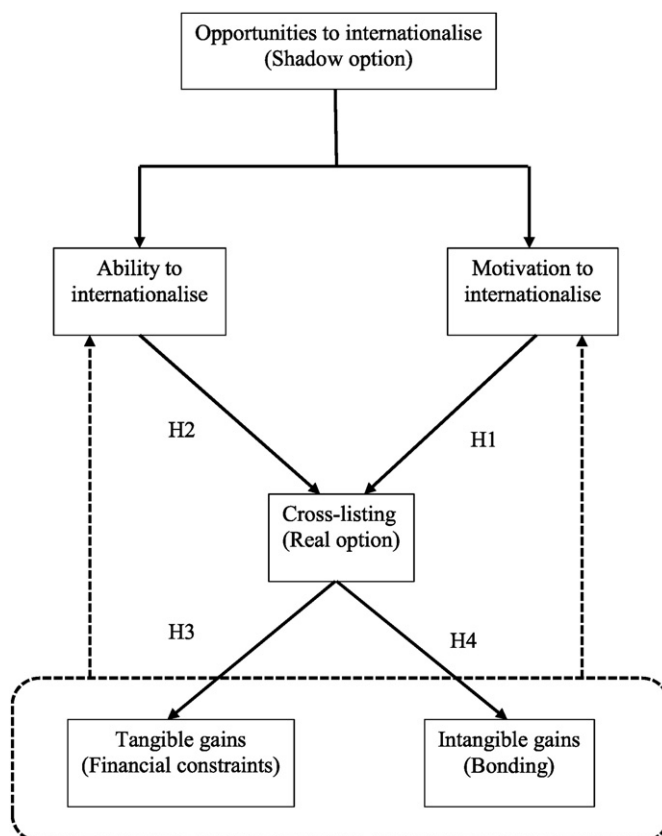 Opportunities to internationalise
(Shadow option)
Ability to
internationalise
Motivation to
internationalise
H2
H1
Cross-listing
(Real option)
H3
H4
Tangible gains
(Financial constraints)
Intangible gains
(Bonding)